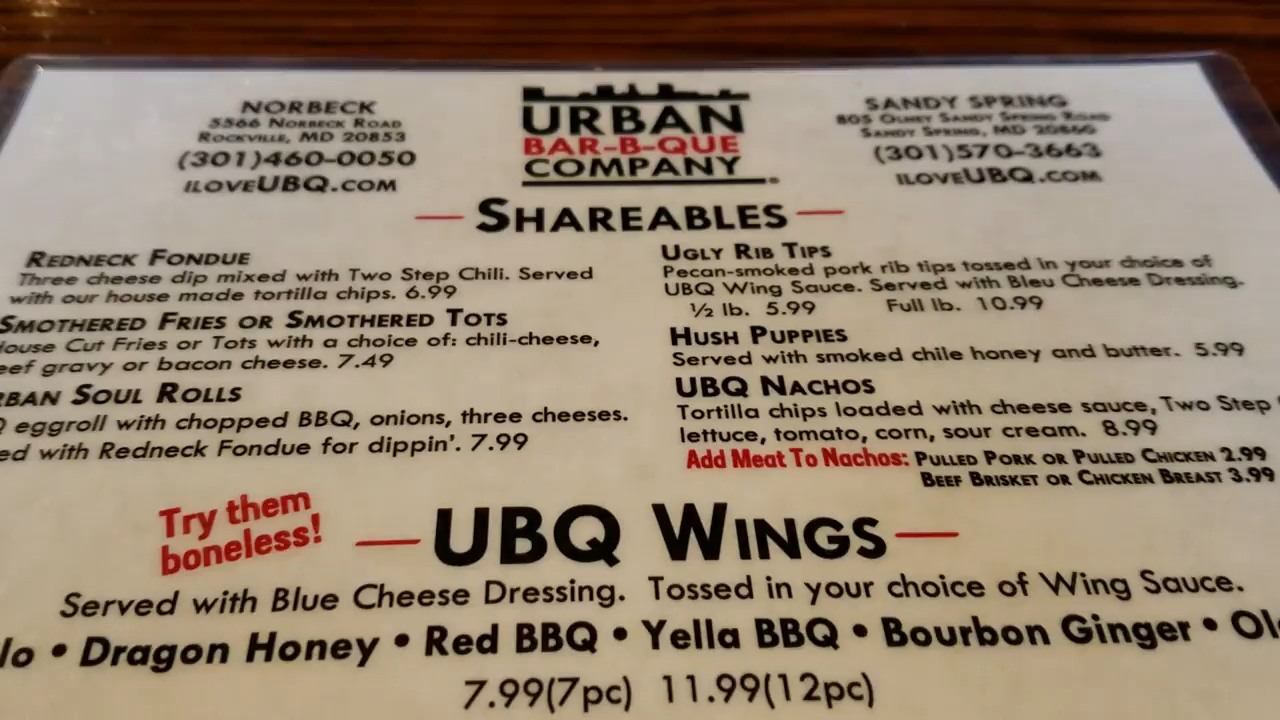 NORBECK
5566 NORBECK ROAD
ROCKVILLE, MD 20853
(301)460-0050
ILOVEUBQ.COM
URBAN
BAR-B-QUE
COMPANY
SANDY SPRING
805 OLNEY SANDY SPRING ROAD
SANDY SPRING, MD 20860
(301)570-3663
ILOVEUBQ.COM
SHAREABLES
REDNECK FONDUE
Three cheese dip mixed with Two Step Chili. Served
with our house made tortilla chips. 6.99
SMOTHERED FRIES OR SMOTHERED TOTS
House Cut Fries or Tots with a choice of: chili-cheese,
eef gravy or bacon cheese. 7.49
RBAN SOUL ROLLS
Q eggroll with chopped BBQ, onions, three cheeses.
ed with Redneck Fondue for dippin'. 7.99
UGLY RIB TIPS
Pecan-smoked pork rib tips tossed in your choice of
UBQ Wing Sauce. Served with Bleu Cheese Dressing.
½ lb. 5.99 Full lb. 10.99
HUSH PUPPIES
Served with smoked chile honey and butter. 5.99
UBQ NACHOS
Tortilla chips loaded with cheese sauce, Two Step
lettuce, tomato, corn, sour cream. 8.99
Add Meat To Nachos: PULLED PORK OR PULLED CHICKEN 2.99
BEEF BRISKET OR CHICKEN BREAST 3.99
Try them
boneless!
UBQ WINGS
Served with Blue Cheese Dressing. Tossed in your choice of Wing Sauce.
lo • Dragon Honey • Red BBQ • Yella BBQ • Bourbon Ginger • Ol
7.99(7pc) 11.99(12pc)